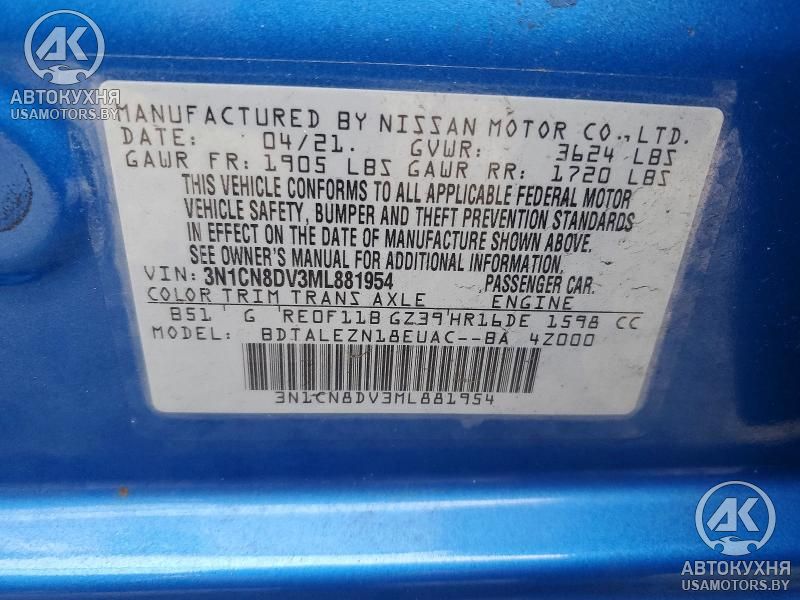 АК
АВТОКУХНЯ
USAMOTORS.BY
MANUFACTURED BY NISSAN MOTOR CO., LTD.
DATE: 04/21. GVWR: 3624 LBS
GAWR FR: 1905 LBS GAWR RR: 1720 LBS
THIS VEHICLE CONFORMS TO ALL APPLICABLE FEDERAL MOTOR
VEHICLE SAFETY, BUMPER AND THEFT PREVENTION STANDARDS
IN EFFECT ON THE DATE OF MANUFACTURE SHOWN ABOVE.
SEE OWNER'S MANUAL FOR ADDITIONAL INFORMATION.
VIN: 3N1CN8DV3ML881954 PASSENGER CAR.
COLOR TRIM TRANS AXLE ENGINE
B51 G RE0F11B GZ39 HR16DE 1598 CC
MODEL: BDTALEZN18EUAC--BA 4Z000
3N1CN8DV3ML881954
АК
АВТОКУХНЯ
USAMOTORS.BY